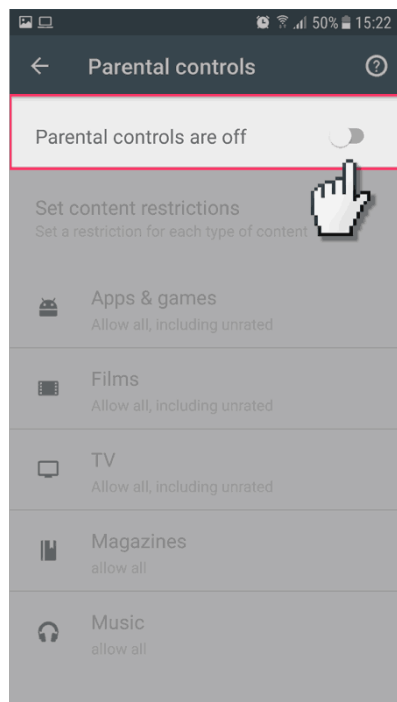 50% 15:22
Parental controls
Parental controls are off
Set content restrictions
Set a restriction for each type of content
Apps & games
Allow all, including unrated
Films
Allow all, including unrated
TV
Allow all, including unrated
Magazines
allow all
Music
allow all